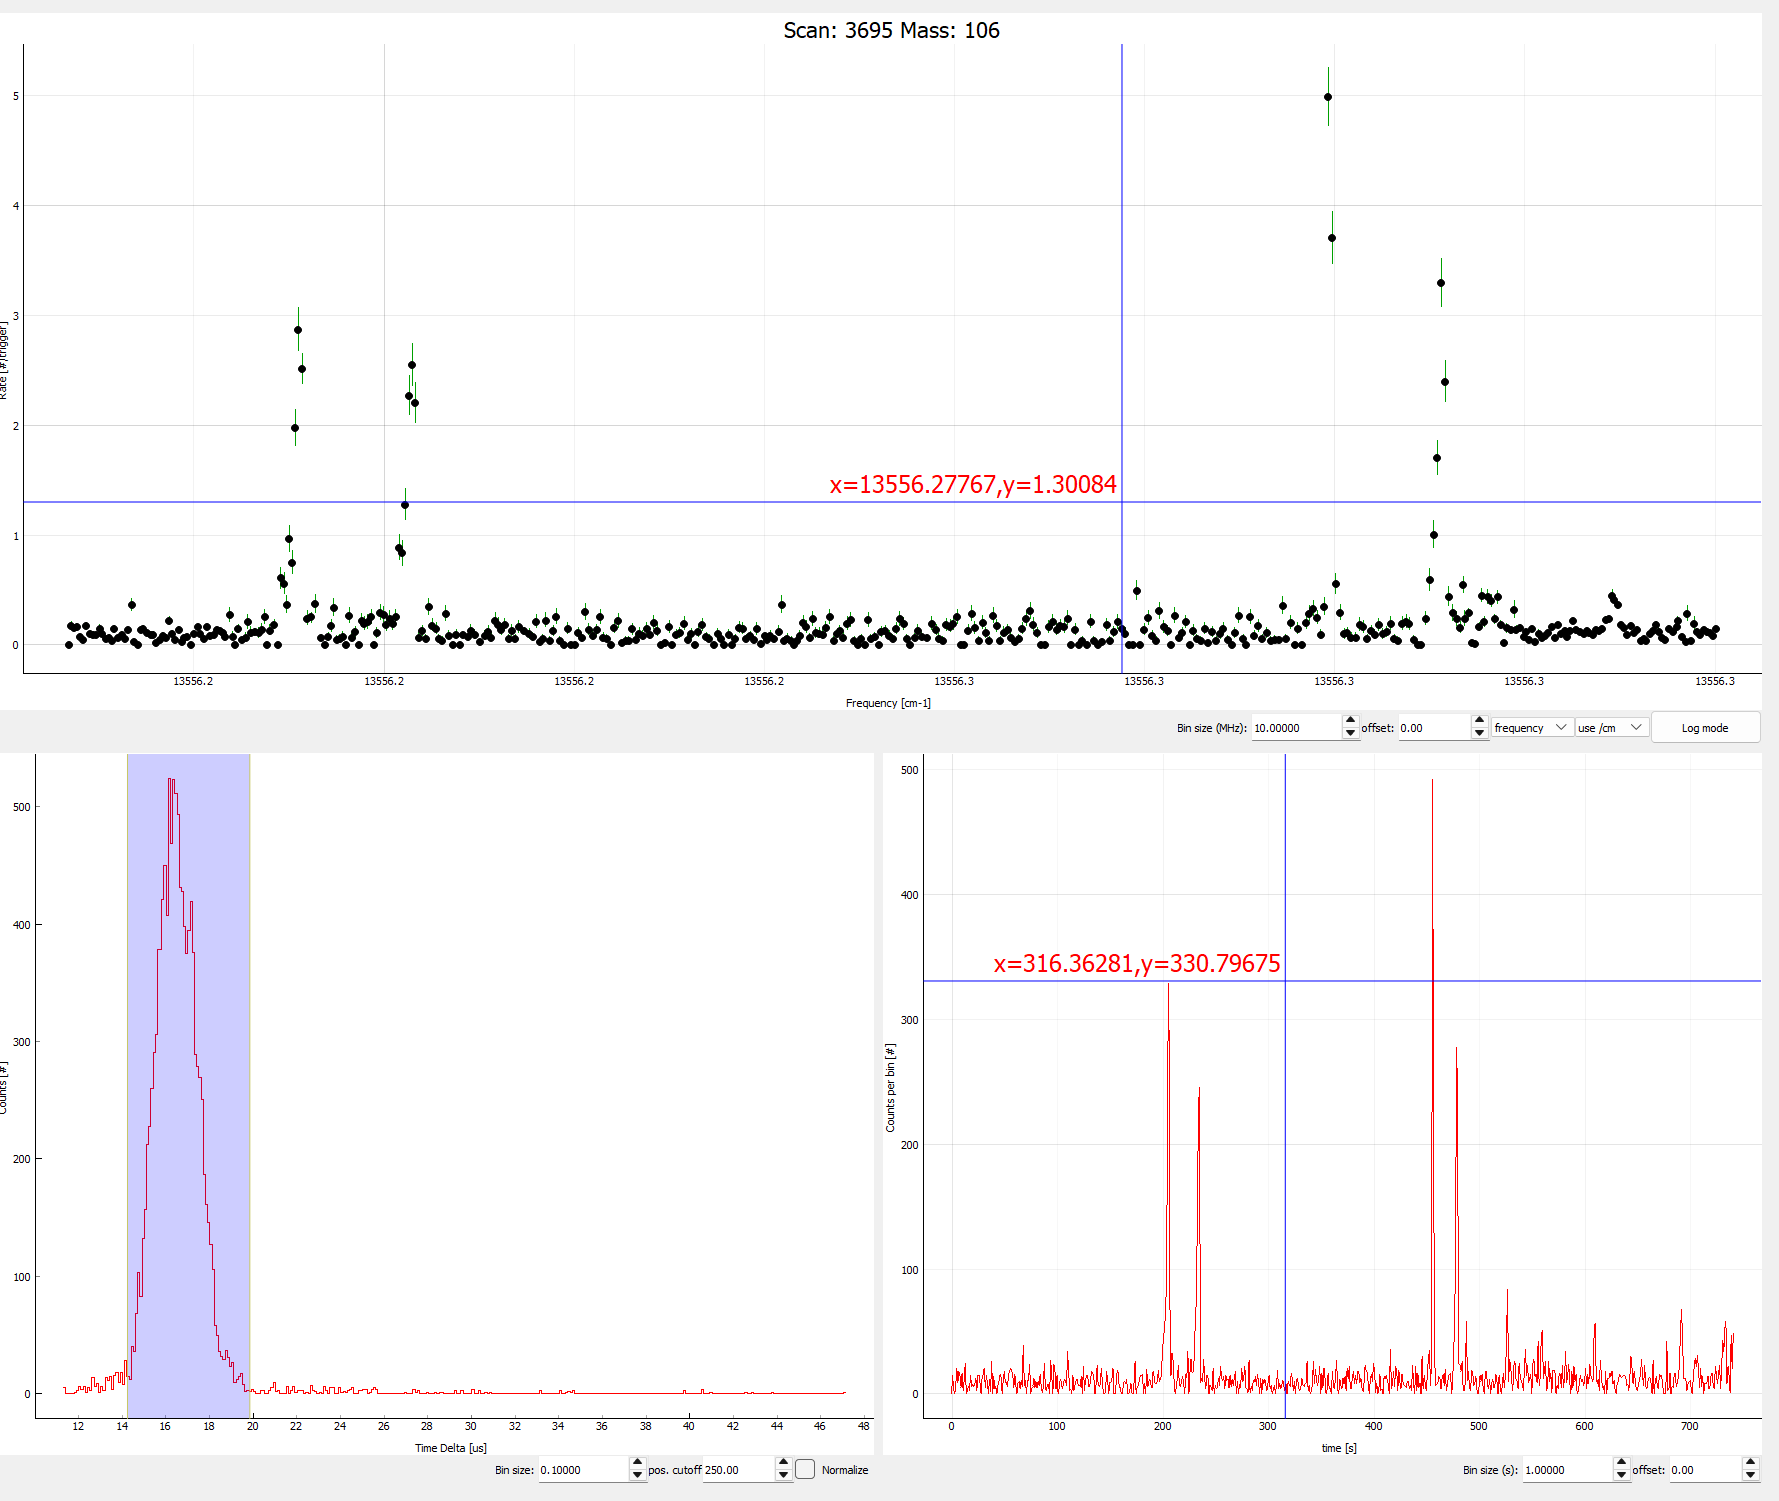 Scan: 3695 Mass: 106
5
4
3
2
1
0
Rate [#/trigger]
x=13556.27767,y=1.30084
13556.2 13556.2 13556.2 13556.2 13556.3 13556.3 13556.3 13556.3 13556.3
Frequency [cm-1]
Bin size (MHz): 10.00000 offset: 0.00 frequency use /cm Log mode
500
400
300
200
100
0
Counts [#]
12 14 16 18 20 22 24 26 28 30 32 34 36 38 40 42 44 46 48
Time Delta [us]
Bin size: 0.10000 pos. cutoff 250.00 Normalize
500
400
300
200
100
0
Counts per bin [#]
x=316.36281,y=330.79675
0 100 200 300 400 500 600 700
time [s]
Bin size (s): 1.00000 offset: 0.00